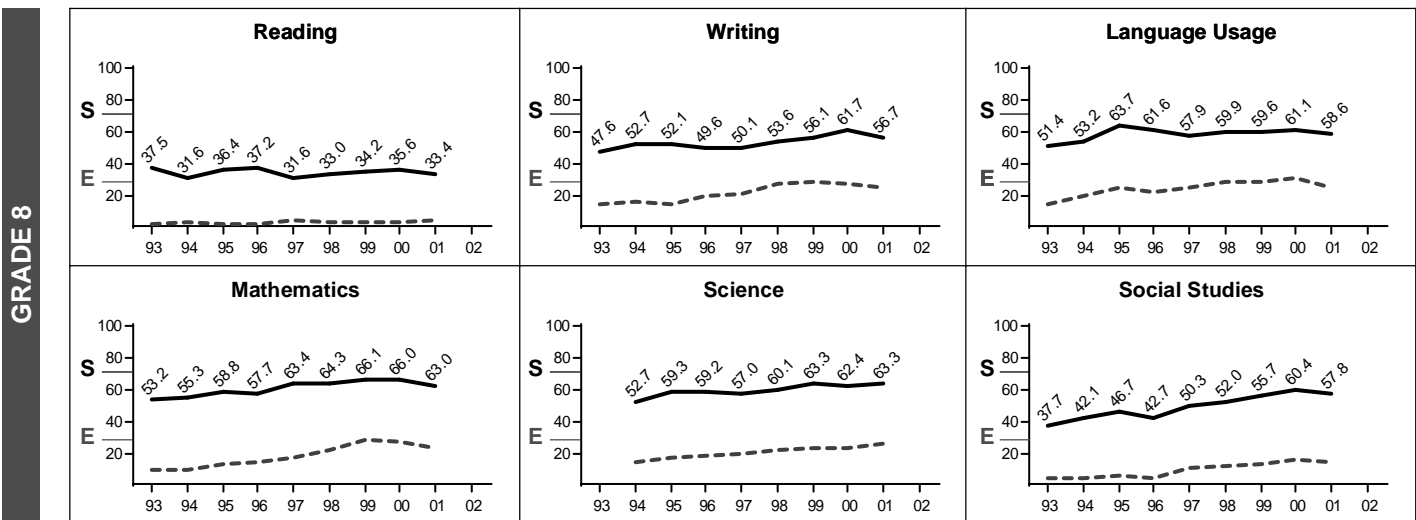 GRADE 8
Reading
100
80
60
40
20
S
E
37.5 31.6 36.4 37.2 31.6 33.0 34.2 35.6 33.4
93 94 95 96 97 98 99 00 01 02
Writing
100
80
60
40
20
S
E
47.6 52.7 52.1 49.6 50.1 53.6 56.1 61.7 56.7
93 94 95 96 97 98 99 00 01 02
Language Usage
100
80
60
40
20
S
E
51.4 53.2 63.7 61.6 57.9 59.9 59.6 61.1 58.6
93 94 95 96 97 98 99 00 01 02
Mathematics
100
80
60
40
20
S
E
53.2 55.3 58.8 57.7 63.4 64.3 66.1 66.0 63.0
93 94 95 96 97 98 99 00 01 02
Science
100
80
60
40
20
S
E
52.7 59.3 59.2 57.0 60.1 63.3 62.4 63.3
93 94 95 96 97 98 99 00 01 02
Social Studies
100
80
60
40
20
S
E
37.7 42.1 46.7 42.7 50.3 52.0 55.7 60.4 57.8
93 94 95 96 97 98 99 00 01 02